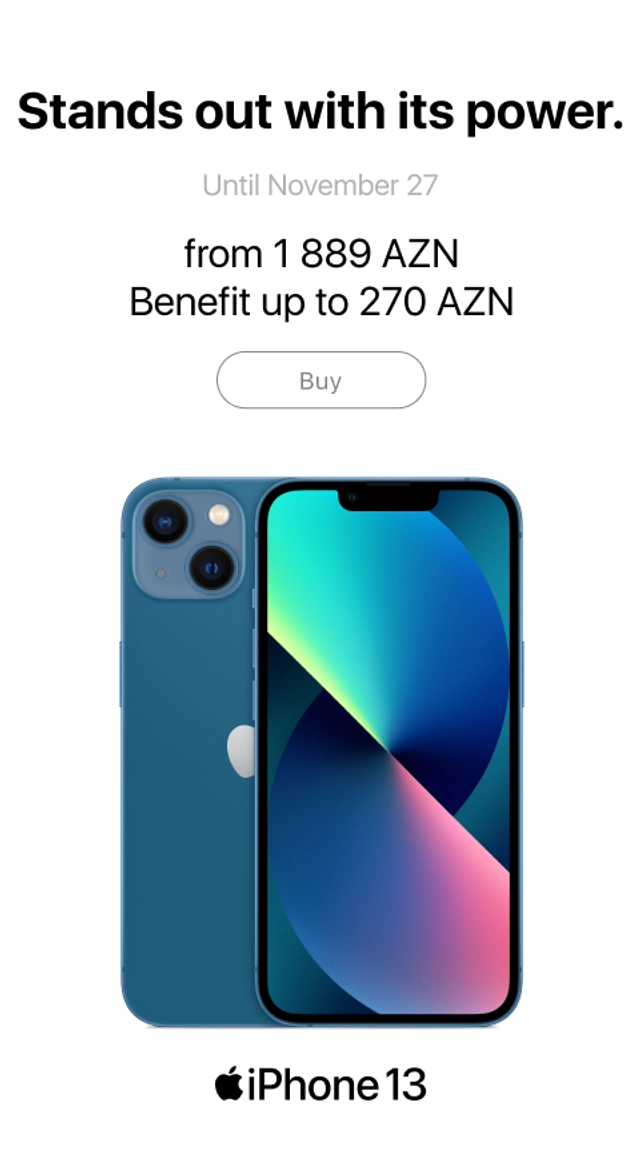 Stands out with its power.
Until November 27
from 1 889 AZN
Benefit up to 270 AZN
Buy
iPhone 13